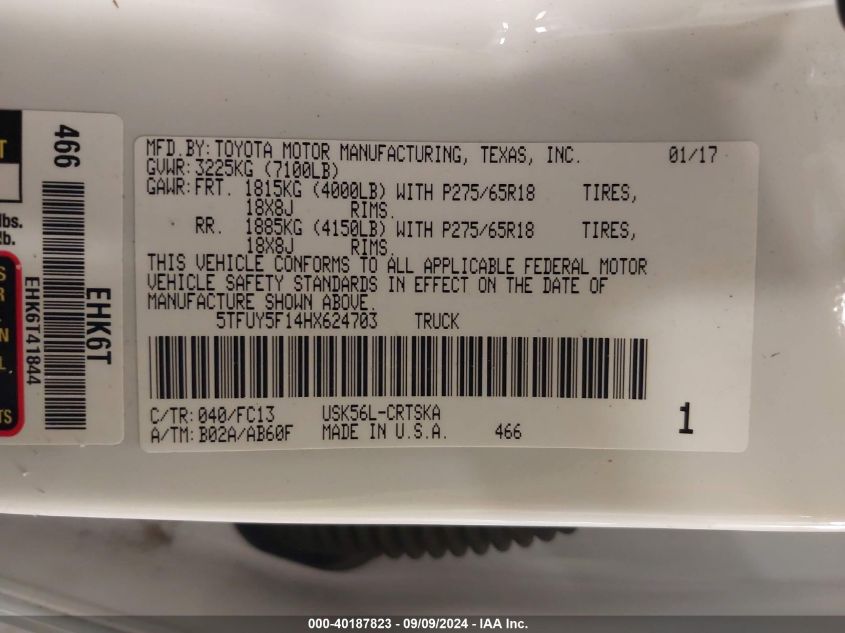 MFD.BY: TOYOTA MOTOR MANUFACTURING, TEXAS, INC. 01/17
GVWR: 3225KG (7100LB)
GAWR: FRT. 1815KG (4000LB) WITH P275/65R18 TIRES,
18X8J RIMS.
RR. 1885KG (4150LB) WITH P275/65R18 TIRES,
18X8J RIMS.
THIS VEHICLE CONFORMS TO ALL APPLICABLE FEDERAL MOTOR
VEHICLE SAFETY STANDARDS IN EFFECT ON THE DATE OF
MANUFACTURE SHOWN ABOVE.
5TFUY5F14HX624703 TRUCK
C/TR: 040/FC13 USK56L-CRTSKA
A/TM: B02A/AB60F MADE IN U.S.A. 466
1
466
EHK6T
EHK6T41844
lbs.
000-40187823 - 09/09/2024 - IAA Inc.